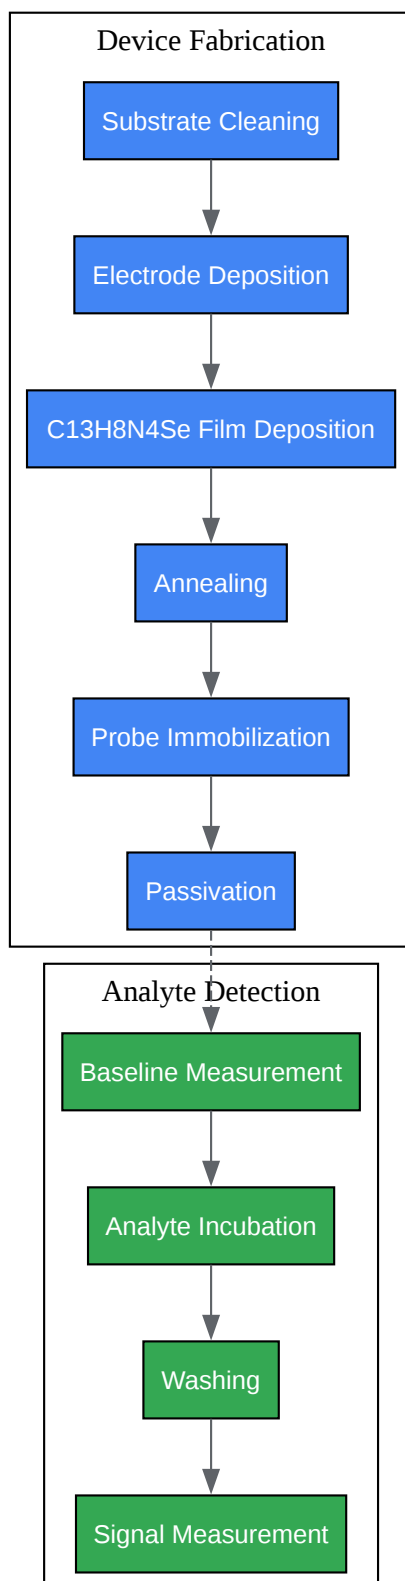 Device Fabrication
Substrate Cleaning
Electrode Deposition
C13H8N4Se Film Deposition
Annealing
Probe Immobilization
Passivation
Analyte Detection
Baseline Measurement
Analyte Incubation
Washing
Signal Measurement